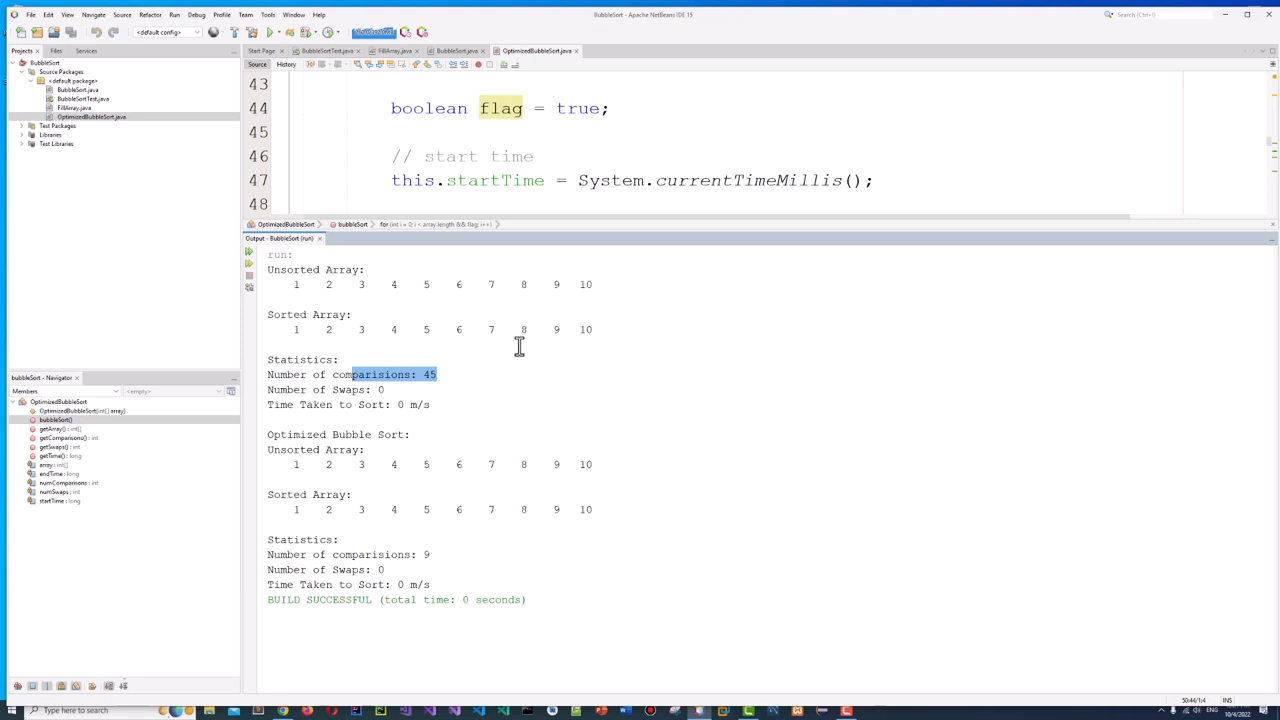 BubbleSort - Apache NetBeans IDE 15
File Edit View Navigate Source Refactor Run Debug Profile Team Tools Window Help
Search (Ctrl+I)
<default config>
Projects Files Services
Start Page BubbleSortTest.java FillArray.java BubbleSort.java OptimizedBubbleSort.java
Source History
BubbleSort
Source Packages
<default package>
BubbleSort.java
BubbleSortTest.java
FillArray.java
OptimizedBubbleSort.java
Test Packages
Libraries
Test Libraries
43
44 boolean flag = true;
45
46 // start time
47 this.startTime = System.currentTimeMillis();
48
OptimizedBubbleSort bubbleSort for (int i = 0; i < array.length && flag; i++)
Output - BubbleSort (run)
run:
Unsorted Array:
1 2 3 4 5 6 7 8 9 10
Sorted Array:
1 2 3 4 5 6 7 8 9 10
Statistics:
Number of comparisions: 45
Number of Swaps: 0
Time Taken to Sort: 0 m/s
Optimized Bubble Sort:
Unsorted Array:
1 2 3 4 5 6 7 8 9 10
Sorted Array:
1 2 3 4 5 6 7 8 9 10
Statistics:
Number of comparisions: 9
Number of Swaps: 0
Time Taken to Sort: 0 m/s
BUILD SUCCESSFUL (total time: 0 seconds)
bubbleSort - Navigator
Members <empty>
OptimizedBubbleSort
OptimizedBubbleSort(int[] array)
bubbleSort()
getArray() : int[]
getComparisons() : int
getSwaps() : int
getTime() : long
array : int[]
endTime : long
numComparisons : int
numSwaps : int
startTime : long
50:44/1:4 INS
Type here to search
ENG
10/4/2022